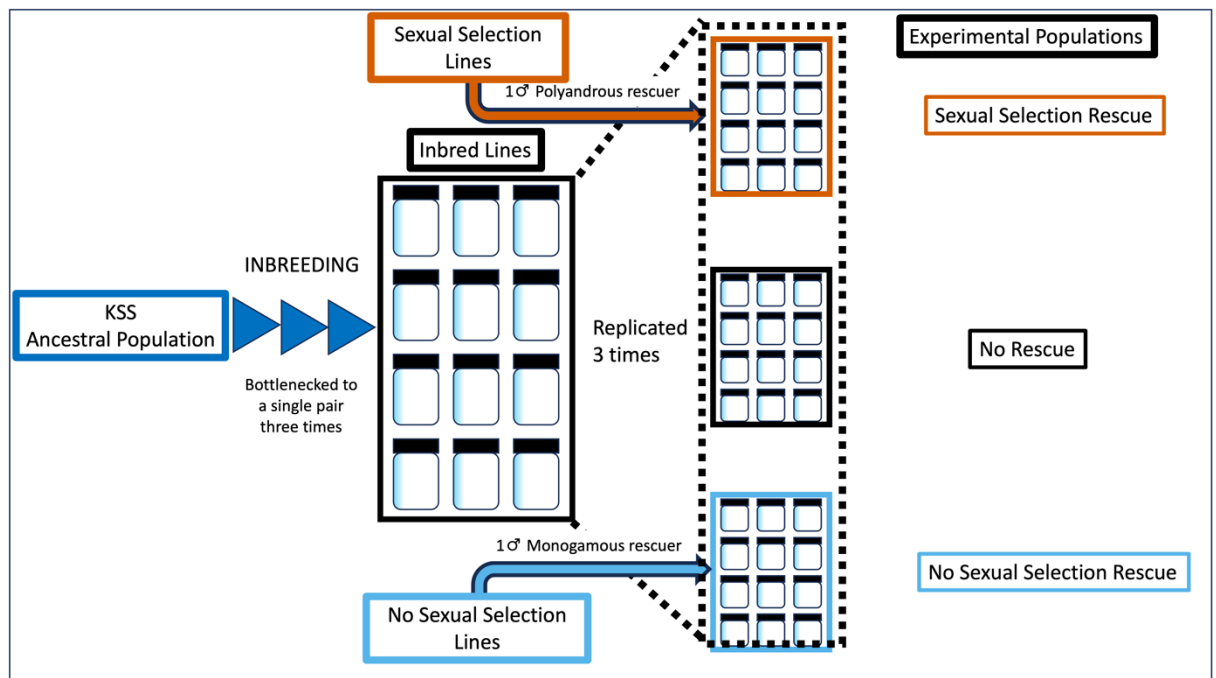 Sexual Selection
Lines
1♂ Polyandrous rescuer
Experimental Populations
Sexual Selection Rescue
Inbred Lines
INBREEDING
KSS
Ancestral Population
Bottlenecked to
a single pair
three times
Replicated
3 times
No Rescue
1♂ Monogamous rescuer
No Sexual Selection Rescue
No Sexual Selection
Lines